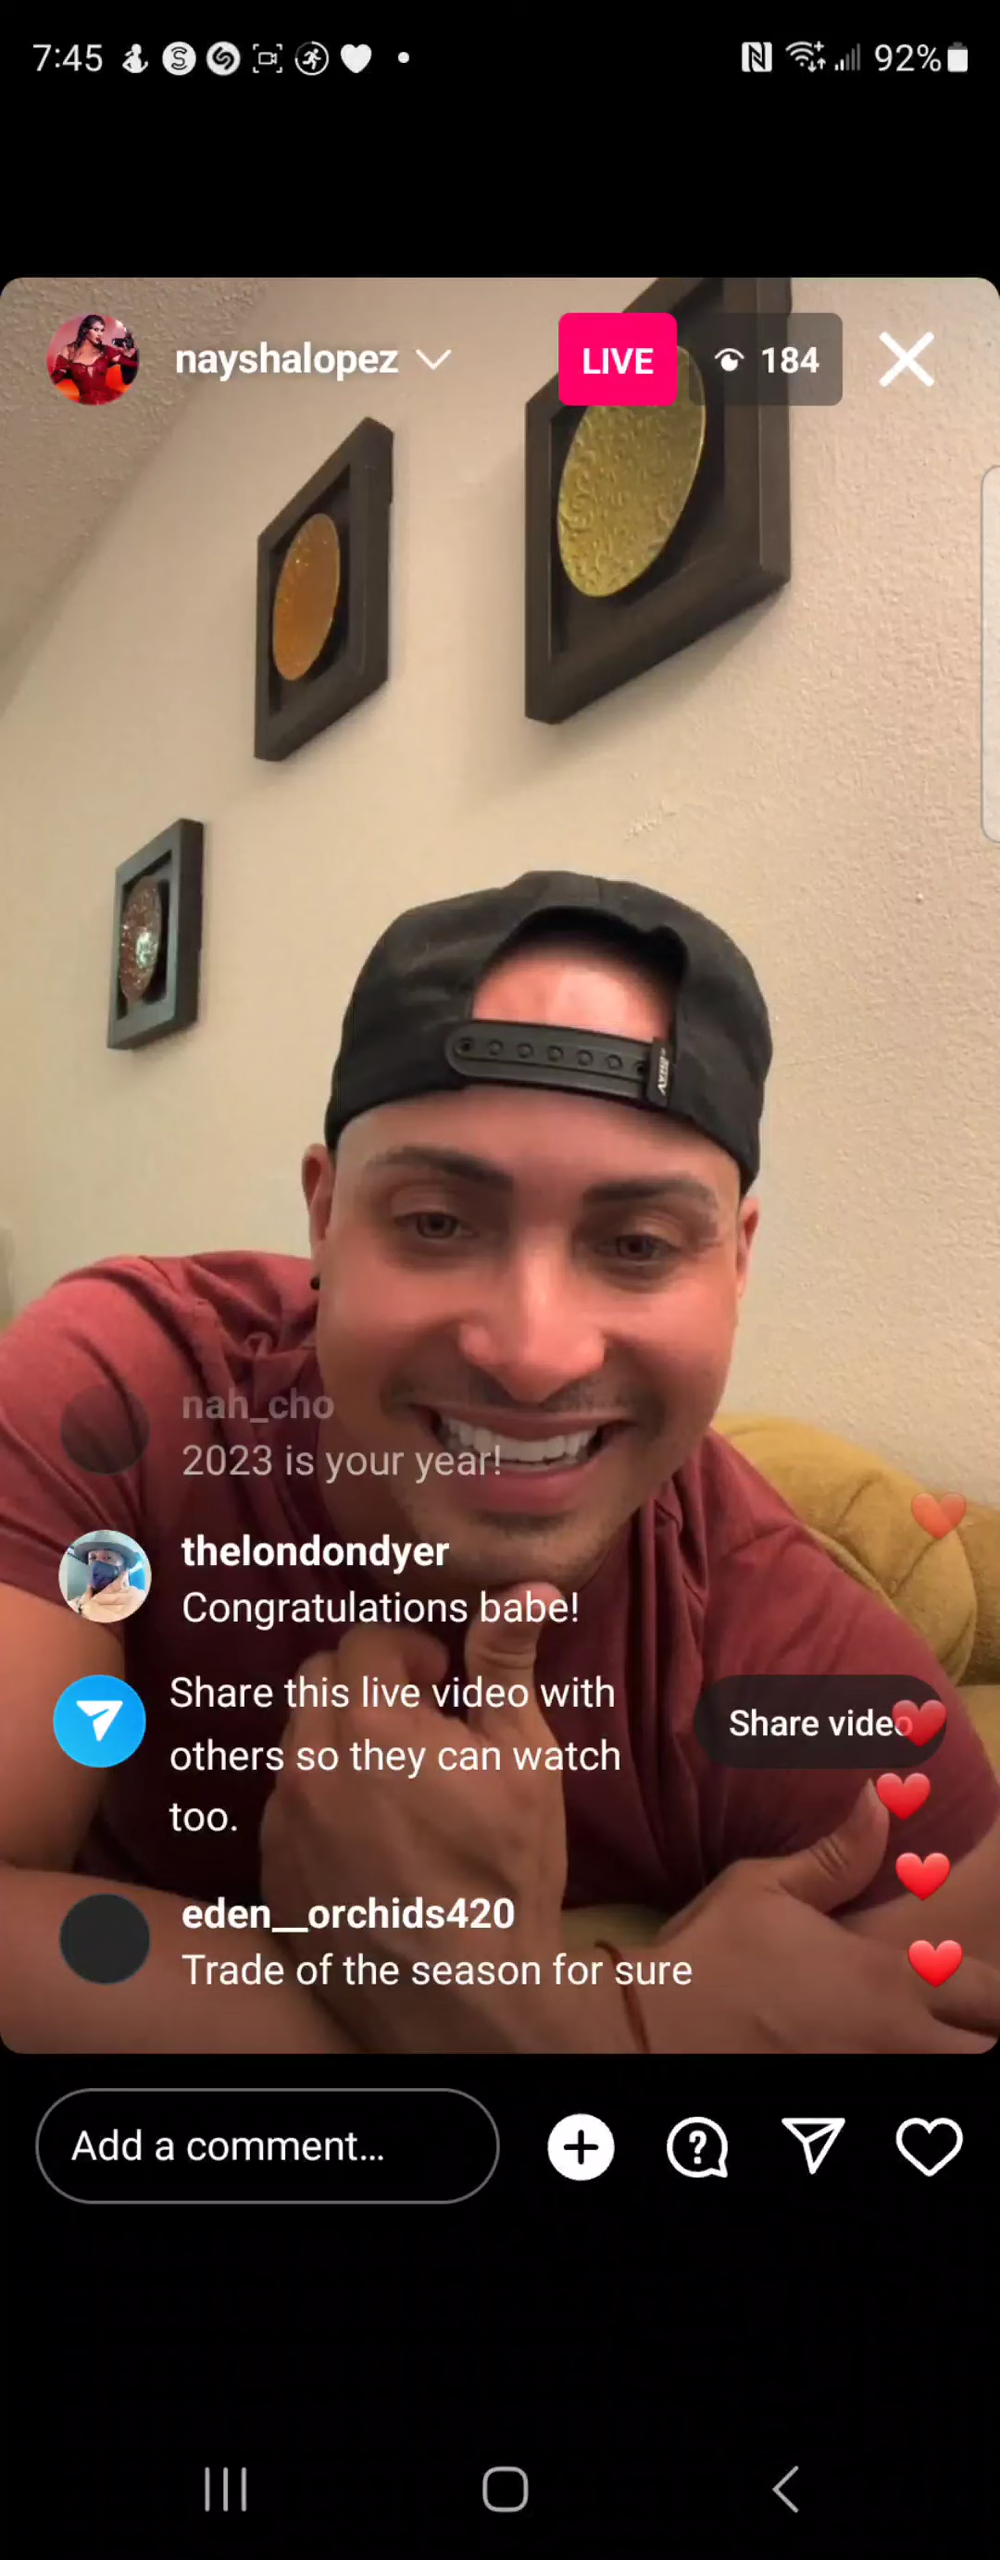 7:45
92%
nayshalopez
LIVE
184
nah_cho
2023 is your year!
thelondondyer
Congratulations babe!
Share this live video with
others so they can watch
too.
Share video
eden__orchids420
Trade of the season for sure
Add a comment...